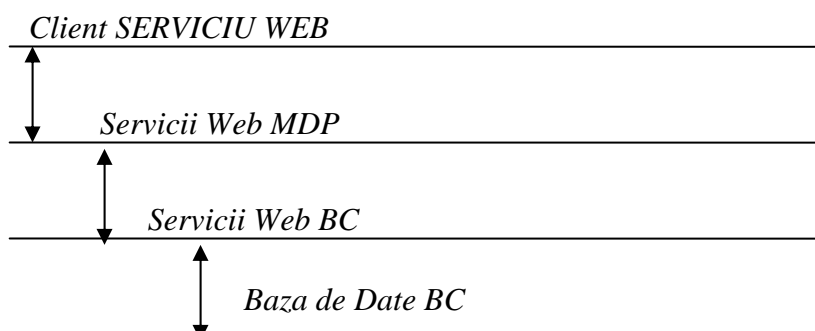 Client SERVICIU WEB
Servicii Web MDP
Servicii Web BC
Baza de Date BC